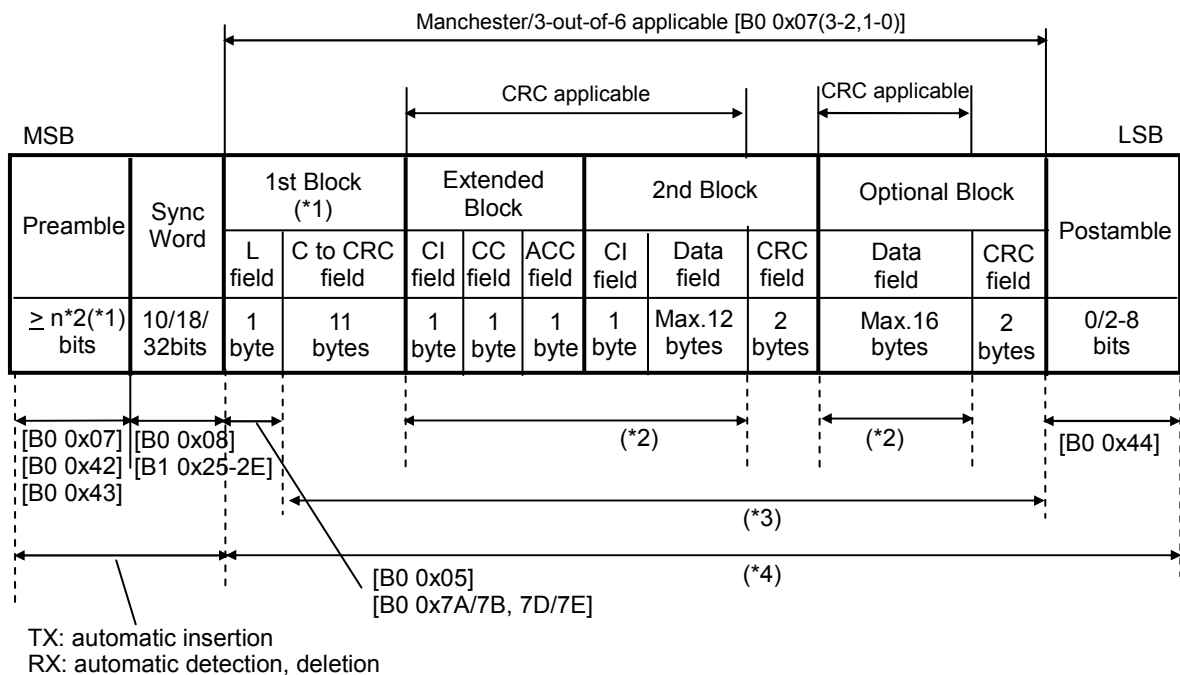 Manchester/3-out-of-6 applicable [B0 0x07(3-2,1-0)]
CRC applicable
CRC applicable
MSB
LSB
Preamble
Sync
Word
1st Block
(*1)
Extended
Block
2nd Block
Optional Block
Postamble
L
field
C to CRC
field
CI
field
CC
field
ACC
field
CI
field
Data
field
CRC
field
Data
field
CRC
field
≥ n*2(*1)
bits
10/18/
32bits
1
byte
11
bytes
1
byte
1
byte
1
byte
1
byte
Max.12
bytes
2
bytes
Max.16
bytes
2
bytes
0/2-8
bits
[B0 0x07]
[B0 0x42]
[B0 0x43]
[B0 0x08]
[B1 0x25-2E]
(*2)
(*2)
[B0 0x44]
(*3)
(*4)
[B0 0x05]
[B0 0x7A/7B, 7D/7E]
TX: automatic insertion
RX: automatic detection, deletion